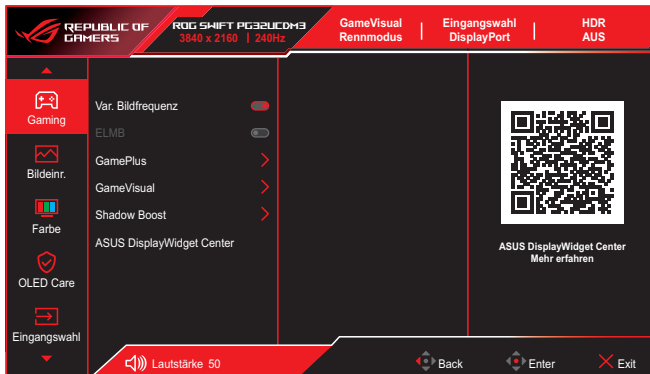 REPUBLIC OF
GAMERS
ROG SWIFT PG32UCDM3
3840 x 2160 | 240Hz
GameVisual
Rennmodus
Eingangswahl
DisplayPort
HDR
AUS
Gaming
Bildeinr.
Farbe
OLED Care
Eingangswahl
Var. Bildfrequenz
ELMB
GamePlus
GameVisual
Shadow Boost
ASUS DisplayWidget Center
ASUS DisplayWidget Center
Mehr erfahren
Lautstärke 50
Back
Enter
Exit